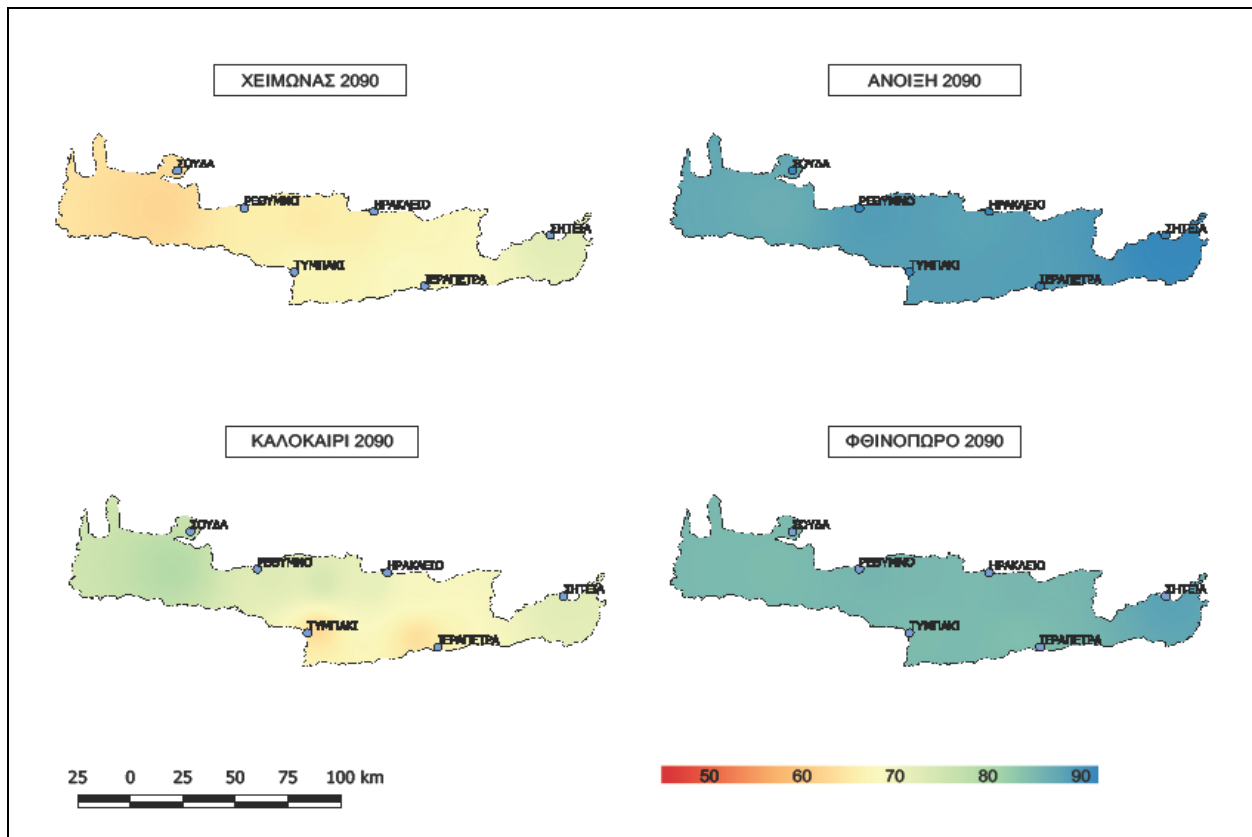 ΧΕΙΜΩΝΑΣ 2090
ΑΝΟΙΞΗ 2090
ΣΟΥΔΑ
ΡΕΘΥΜΝΟ
ΗΡΑΚΛΕΙΟ
ΣΗΤΕΙΑ
ΤΥΜΠΑΚΙ
ΙΕΡΑΠΕΤΡΑ
ΣΟΥΔΑ
ΡΕΘΥΜΝΟ
ΗΡΑΚΛΕΙΟ
ΣΗΤΕΙΑ
ΤΥΜΠΑΚΙ
ΙΕΡΑΠΕΤΡΑ
ΚΑΛΟΚΑΙΡΙ 2090
ΦΘΙΝΟΠΩΡΟ 2090
ΣΟΥΔΑ
ΡΕΘΥΜΝΟ
ΗΡΑΚΛΕΙΟ
ΣΗΤΕΙΑ
ΤΥΜΠΑΚΙ
ΙΕΡΑΠΕΤΡΑ
ΣΟΥΔΑ
ΡΕΘΥΜΝΟ
ΗΡΑΚΛΕΙΟ
ΣΗΤΕΙΑ
ΤΥΜΠΑΚΙ
ΙΕΡΑΠΕΤΡΑ
25 0 25 50 75 100 km
50 60 70 80 90